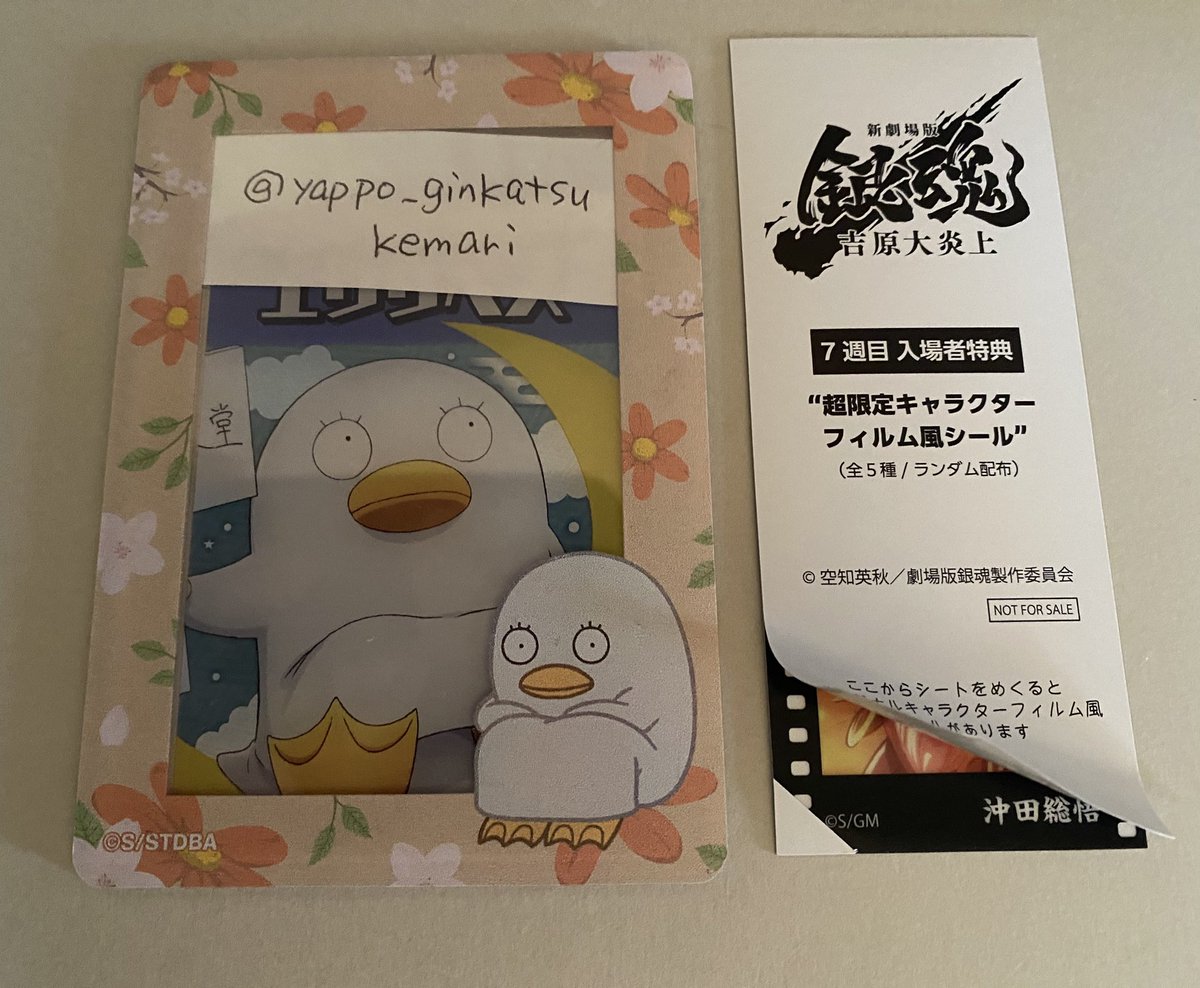 @yappo_ginkatsu
kemari
エリザベス
堂
©S/STDBA
新劇場版
銀魂
吉原大炎上
7週目 入場者特典
“超限定キャラクター
フィルム風シール”
（全5種/ランダム配布）
© 空知英秋／劇場版銀魂製作委員会
NOT FOR SALE
ここからシートをめくると
キャラクターフィルム風
があります
©S/GM
沖田総悟